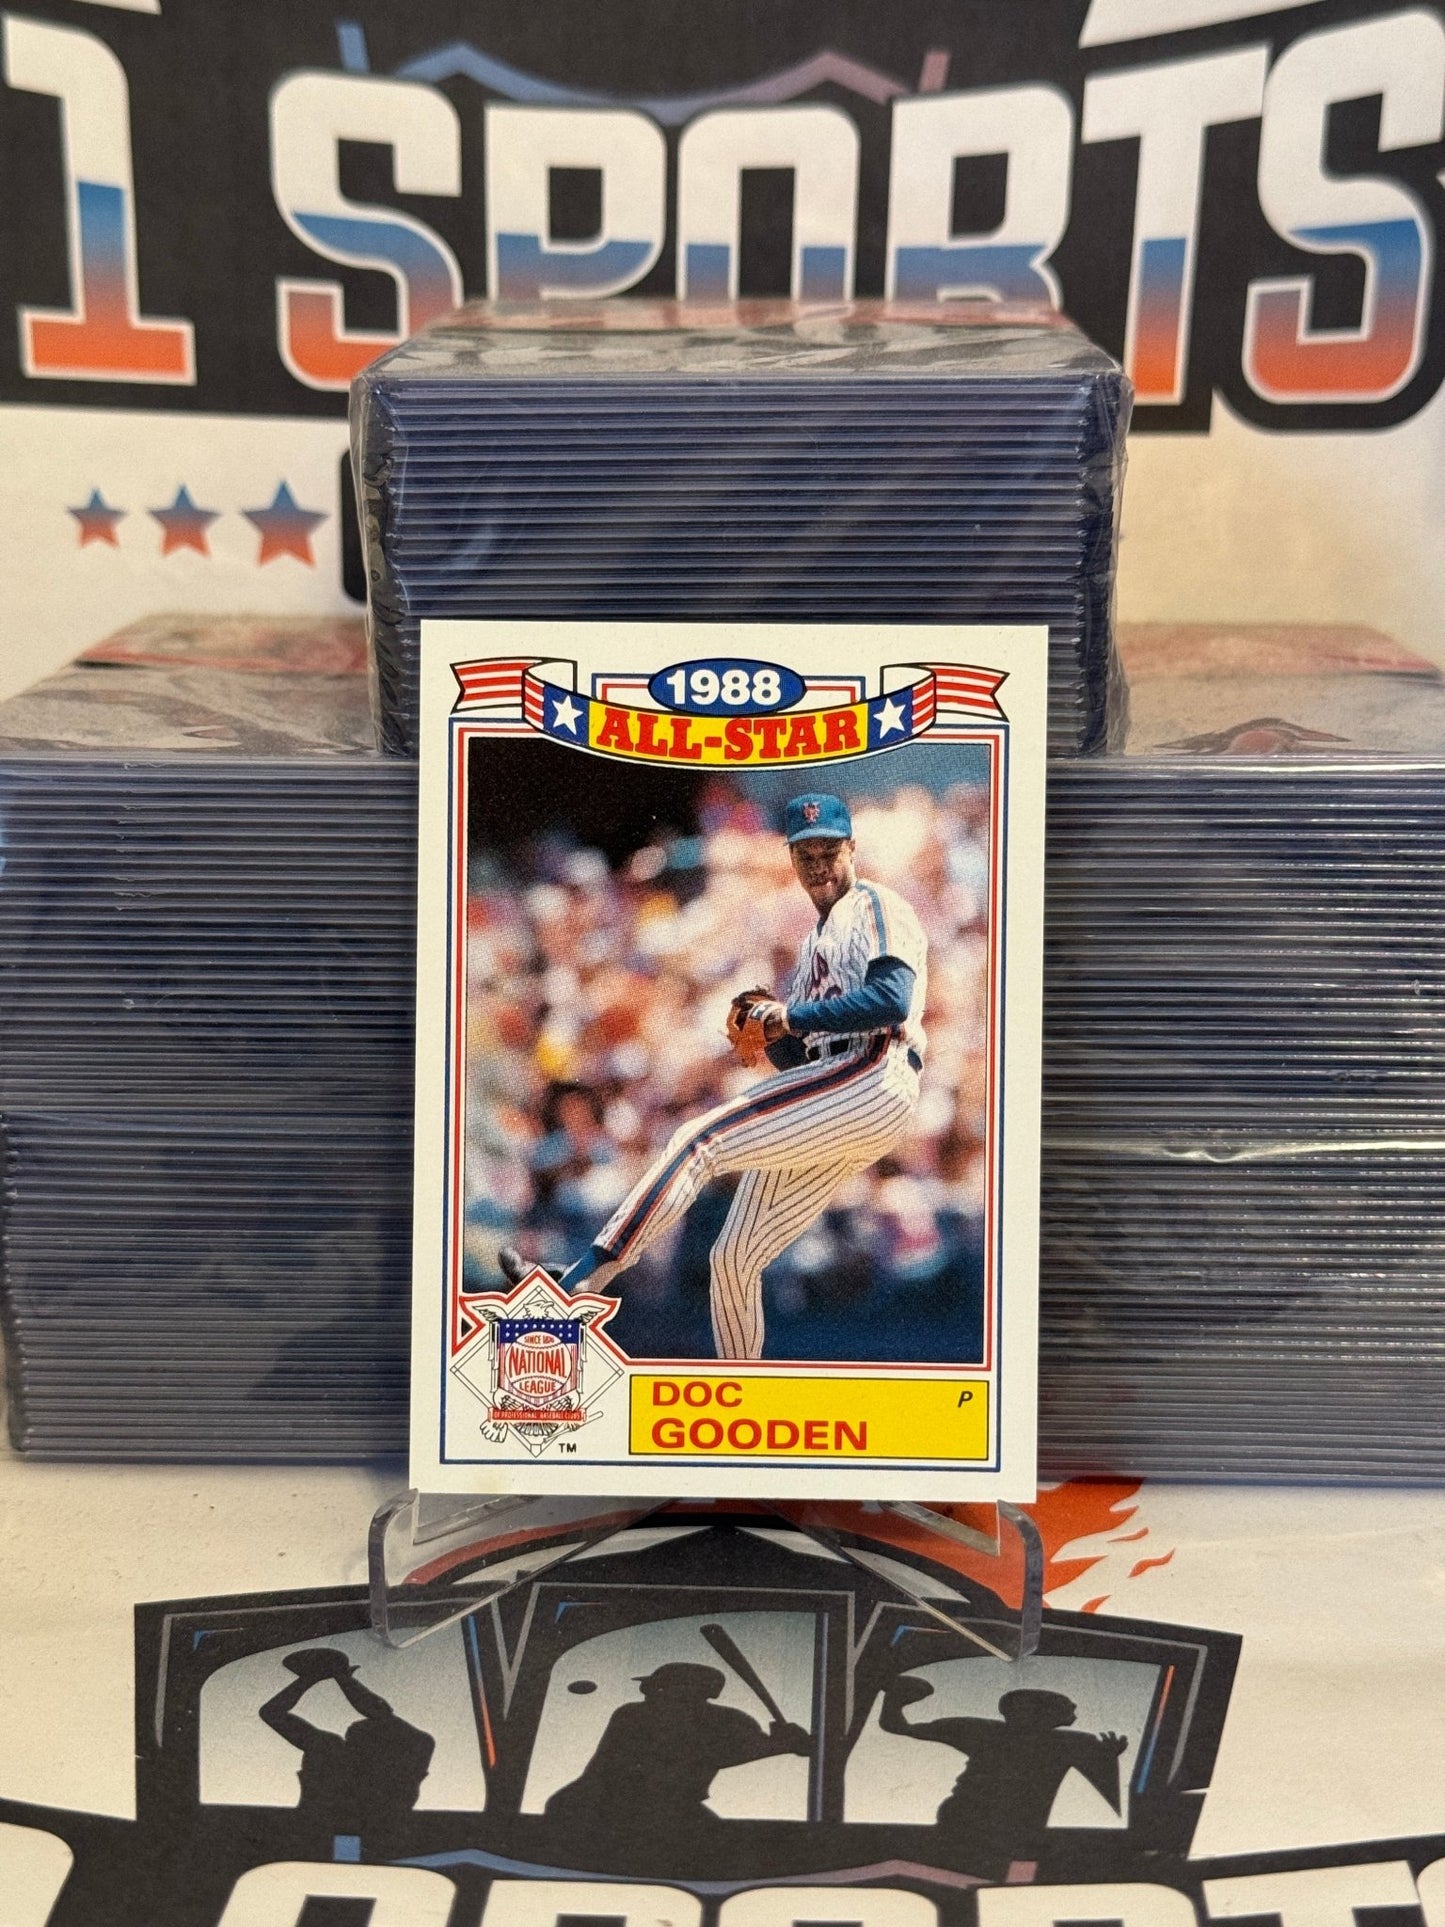 1 SPORTS
1988
ALL-STAR
SINCE 1876
NATIONAL
LEAGUE
OF PROFESSIONAL BASEBALL CLUBS
TM
DOC
P
GOODEN